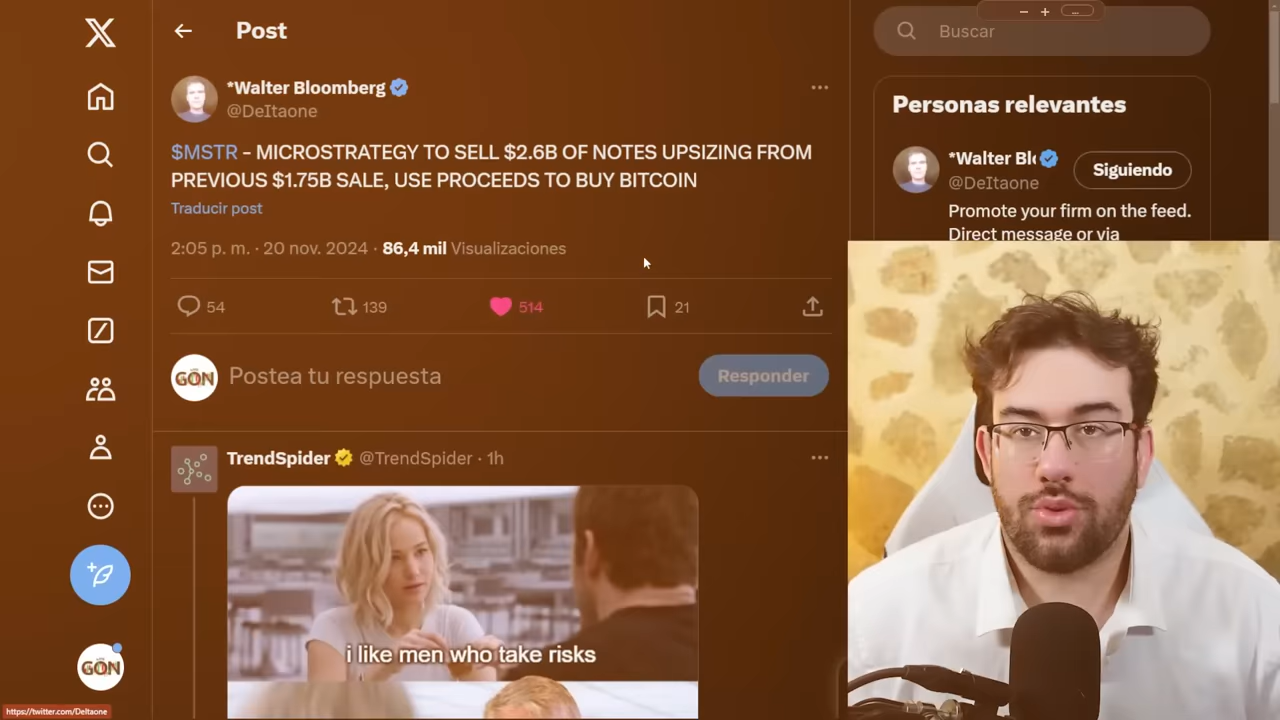 Post
Buscar
*Walter Bloomberg
@DeItaone
$MSTR - MICROSTRATEGY TO SELL $2.6B OF NOTES UPSIZING FROM
PREVIOUS $1.75B SALE, USE PROCEEDS TO BUY BITCOIN
Traducir post
2:05 p. m. · 20 nov. 2024 · 86,4 mil Visualizaciones
54
139
514
21
GON
Postea tu respuesta
Responder
TrendSpider @TrendSpider · 1h
i like men who take risks
Personas relevantes
*Walter Bl
@DeItaone
Siguiendo
Promote your firm on the feed.
Direct message or via
GON
https://twitter.com/DeItaone